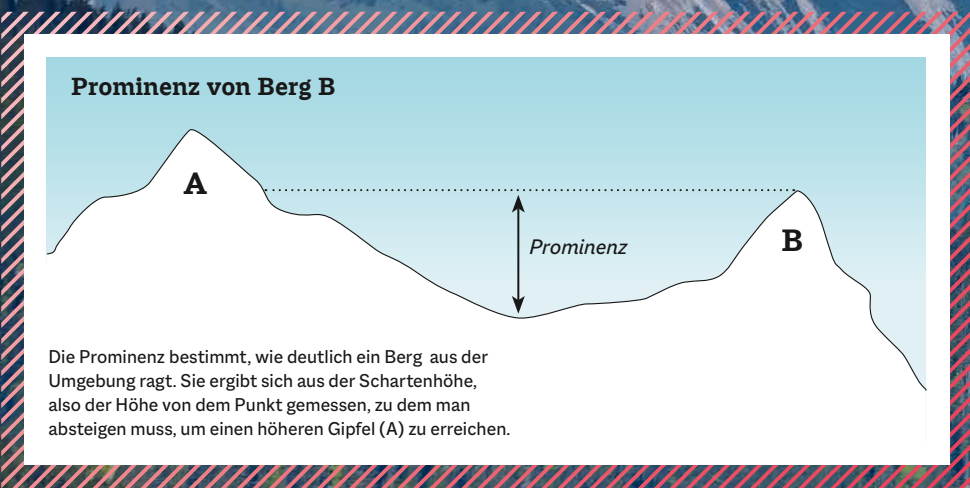 Prominenz von Berg B
A
Prominenz
B
Die Prominenz bestimmt, wie deutlich ein Berg aus der
Umgebung ragt. Sie ergibt sich aus der Schartenhöhe,
also der Höhe von dem Punkt gemessen, zu dem man
absteigen muss, um einen höheren Gipfel (A) zu erreichen.